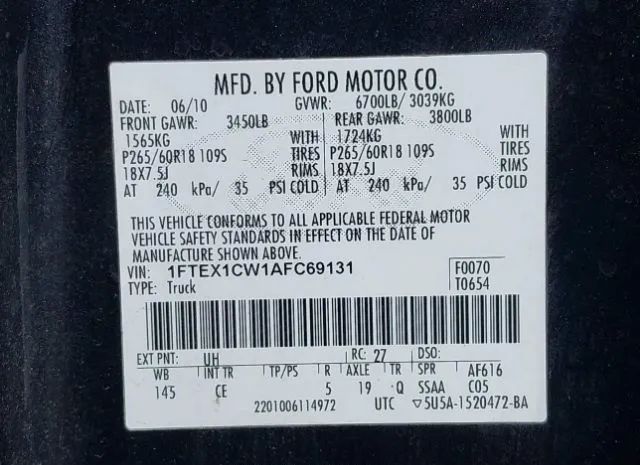 MFD. BY FORD MOTOR CO.
DATE: 06/10 GVWR: 6700LB/ 3039KG
FRONT GAWR: 3450LB REAR GAWR: 3800LB
1565KG WITH 1724KG WITH
P265/60R18 109S TIRES P265/60R18 109S TIRES
18X7.5J RIMS 18X7.5J RIMS
AT 240 kPa/ 35 PSI COLD AT 240 kPa/ 35 PSI COLD
THIS VEHICLE CONFORMS TO ALL APPLICABLE FEDERAL MOTOR
VEHICLE SAFETY STANDARDS IN EFFECT ON THE DATE OF
MANUFACTURE SHOWN ABOVE.
VIN: 1FTEX1CW1AFC69131 F0070
TYPE: Truck T0654
EXT PNT: UH RC: 27 DSO:
WB INT TR TP/PS R AXLE TR SPR AF616
145 CE 5 19 Q SSAA C05
2201006114972 UTC ▽5U5A-1520472-BA